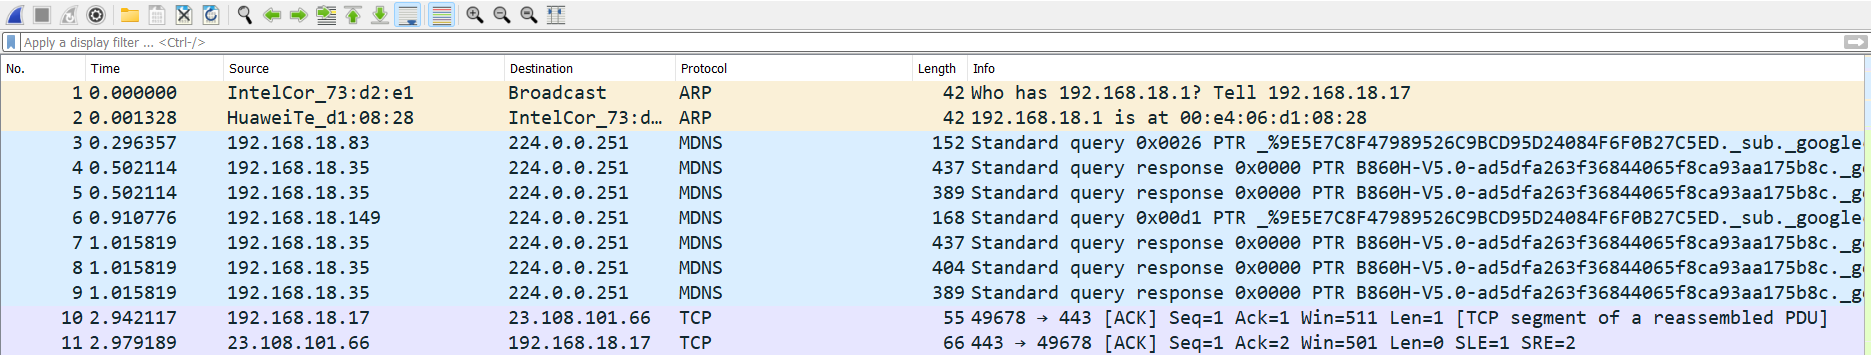 Apply a display filter ... <Ctrl-/>
No. Time Source Destination Protocol Length Info
1 0.000000 IntelCor_73:d2:e1 Broadcast ARP 42 Who has 192.168.18.1? Tell 192.168.18.17
2 0.001328 HuaweiTe_d1:08:28 IntelCor_73:d… ARP 42 192.168.18.1 is at 00:e4:06:d1:08:28
3 0.296357 192.168.18.83 224.0.0.251 MDNS 152 Standard query 0x0026 PTR _%9E5E7C8F47989526C9BCD95D24084F6F0B27C5ED._sub._google
4 0.502114 192.168.18.35 224.0.0.251 MDNS 437 Standard query response 0x0000 PTR B860H-V5.0-ad5dfa263f36844065f8ca93aa175b8c._go
5 0.502114 192.168.18.35 224.0.0.251 MDNS 389 Standard query response 0x0000 PTR B860H-V5.0-ad5dfa263f36844065f8ca93aa175b8c._go
6 0.910776 192.168.18.149 224.0.0.251 MDNS 168 Standard query 0x00d1 PTR _%9E5E7C8F47989526C9BCD95D24084F6F0B27C5ED._sub._google
7 1.015819 192.168.18.35 224.0.0.251 MDNS 437 Standard query response 0x0000 PTR B860H-V5.0-ad5dfa263f36844065f8ca93aa175b8c._go
8 1.015819 192.168.18.35 224.0.0.251 MDNS 404 Standard query response 0x0000 PTR B860H-V5.0-ad5dfa263f36844065f8ca93aa175b8c._go
9 1.015819 192.168.18.35 224.0.0.251 MDNS 389 Standard query response 0x0000 PTR B860H-V5.0-ad5dfa263f36844065f8ca93aa175b8c._go
10 2.942117 192.168.18.17 23.108.101.66 TCP 55 49678 → 443 [ACK] Seq=1 Ack=1 Win=511 Len=1 [TCP segment of a reassembled PDU]
11 2.979189 23.108.101.66 192.168.18.17 TCP 66 443 → 49678 [ACK] Seq=1 Ack=2 Win=501 Len=0 SLE=1 SRE=2